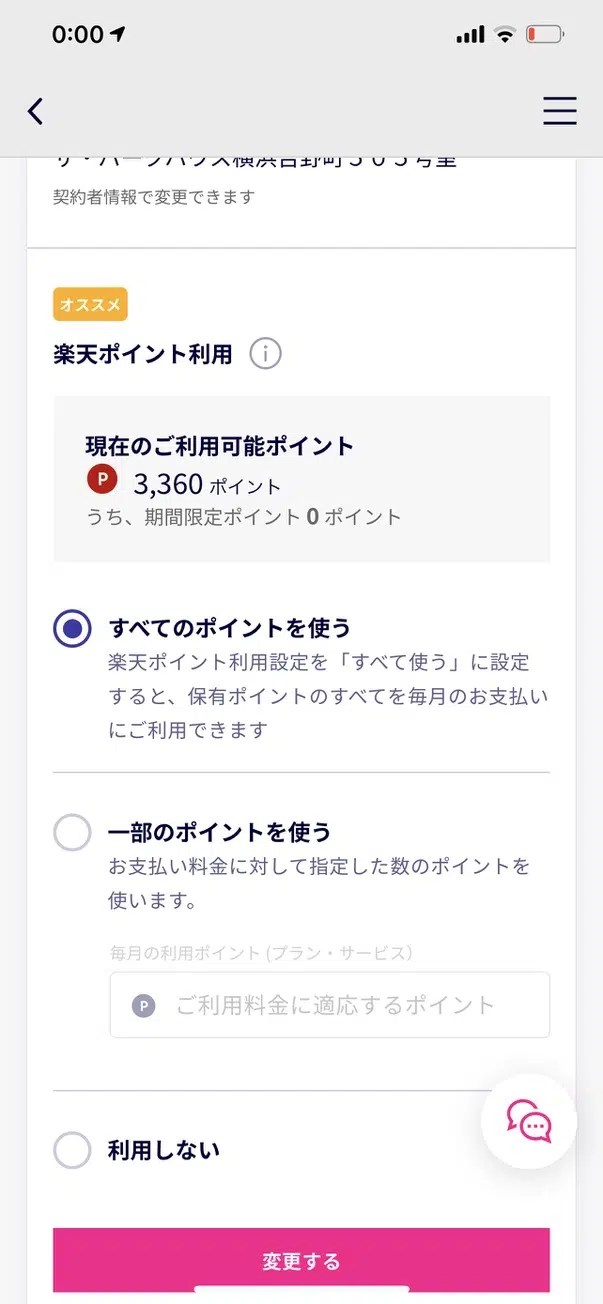 0:00
契約者情報で変更できます
オススメ
楽天ポイント利用
現在のご利用可能ポイント
P 3,360 ポイント
うち、期間限定ポイント 0 ポイント
すべてのポイントを使う
楽天ポイント利用設定を「すべて使う」に設定
すると、保有ポイントのすべてを毎月のお支払い
にご利用できます
一部のポイントを使う
お支払い料金に対して指定した数のポイントを
使います。
毎月の利用ポイント (プラン・サービス)
P ご利用料金に適応するポイント
利用しない
変更する